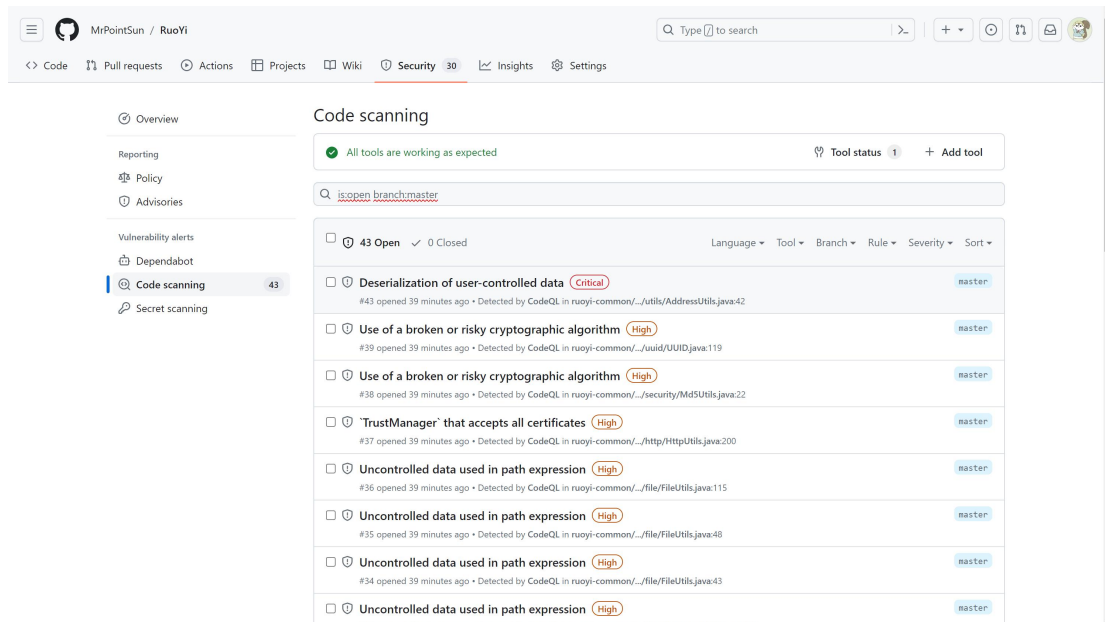 MrPointSun / RuoYi
Type / to search
Code Pull requests Actions Projects Wiki Security 30 Insights Settings
Overview
Reporting
Policy
Advisories
Vulnerability alerts
Dependabot
Code scanning 43
Secret scanning
Code scanning
All tools are working as expected Tool status 1 + Add tool
is:open branch:master
43 Open 0 Closed Language Tool Branch Rule Severity Sort
Deserialization of user-controlled data Critical master
#43 opened 39 minutes ago • Detected by CodeQL in ruoyi-common/.../utils/AddressUtils.java:42
Use of a broken or risky cryptographic algorithm High master
#39 opened 39 minutes ago • Detected by CodeQL in ruoyi-common/.../uuid/UUID.java:119
Use of a broken or risky cryptographic algorithm High master
#38 opened 39 minutes ago • Detected by CodeQL in ruoyi-common/.../security/Md5Utils.java:22
`TrustManager` that accepts all certificates High master
#37 opened 39 minutes ago • Detected by CodeQL in ruoyi-common/.../http/HttpUtils.java:200
Uncontrolled data used in path expression High master
#36 opened 39 minutes ago • Detected by CodeQL in ruoyi-common/.../file/FileUtils.java:115
Uncontrolled data used in path expression High master
#35 opened 39 minutes ago • Detected by CodeQL in ruoyi-common/.../file/FileUtils.java:48
Uncontrolled data used in path expression High master
#34 opened 39 minutes ago • Detected by CodeQL in ruoyi-common/.../file/FileUtils.java:43
Uncontrolled data used in path expression High master